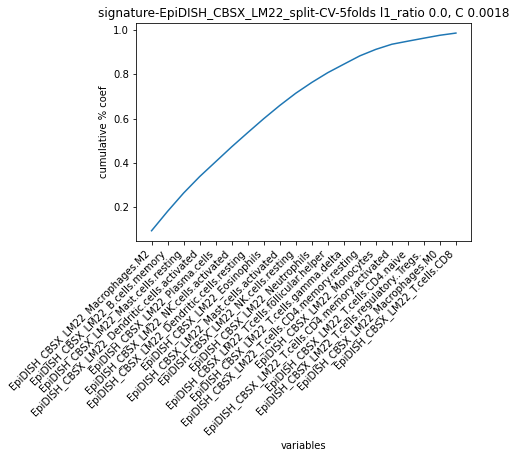 signature-EpiDISH_CBSX_LM22_split-CV-5folds l1_ratio 0.0, C 0.0018
1.0
0.8
0.6
0.4
0.2
cumulative % coef
EpiDISH_CBSX_LM22_Macrophages.M2
EpiDISH_CBSX_LM22_B.cells.memory
EpiDISH_CBSX_LM22_Mast.cells.resting
EpiDISH_CBSX_LM22_Dendritic.cells.activated
EpiDISH_CBSX_LM22_Plasma.cells
EpiDISH_CBSX_LM22_NK.cells.activated
EpiDISH_CBSX_LM22_Dendritic.cells.resting
EpiDISH_CBSX_LM22_Eosinophils
EpiDISH_CBSX_LM22_Mast.cells.activated
EpiDISH_CBSX_LM22_NK.cells.resting
EpiDISH_CBSX_LM22_Neutrophils
EpiDISH_CBSX_LM22_T.cells.follicular.helper
EpiDISH_CBSX_LM22_T.cells.gamma.delta
EpiDISH_CBSX_LM22_T.cells.CD4.memory.resting
EpiDISH_CBSX_LM22_Monocytes
EpiDISH_CBSX_LM22_T.cells.CD4.memory.activated
EpiDISH_CBSX_LM22_T.cells.CD4.naive
EpiDISH_CBSX_LM22_T.cells.regulatory..Tregs.
EpiDISH_CBSX_LM22_Macrophages.M0
EpiDISH_CBSX_LM22_T.cells.CD8
variables